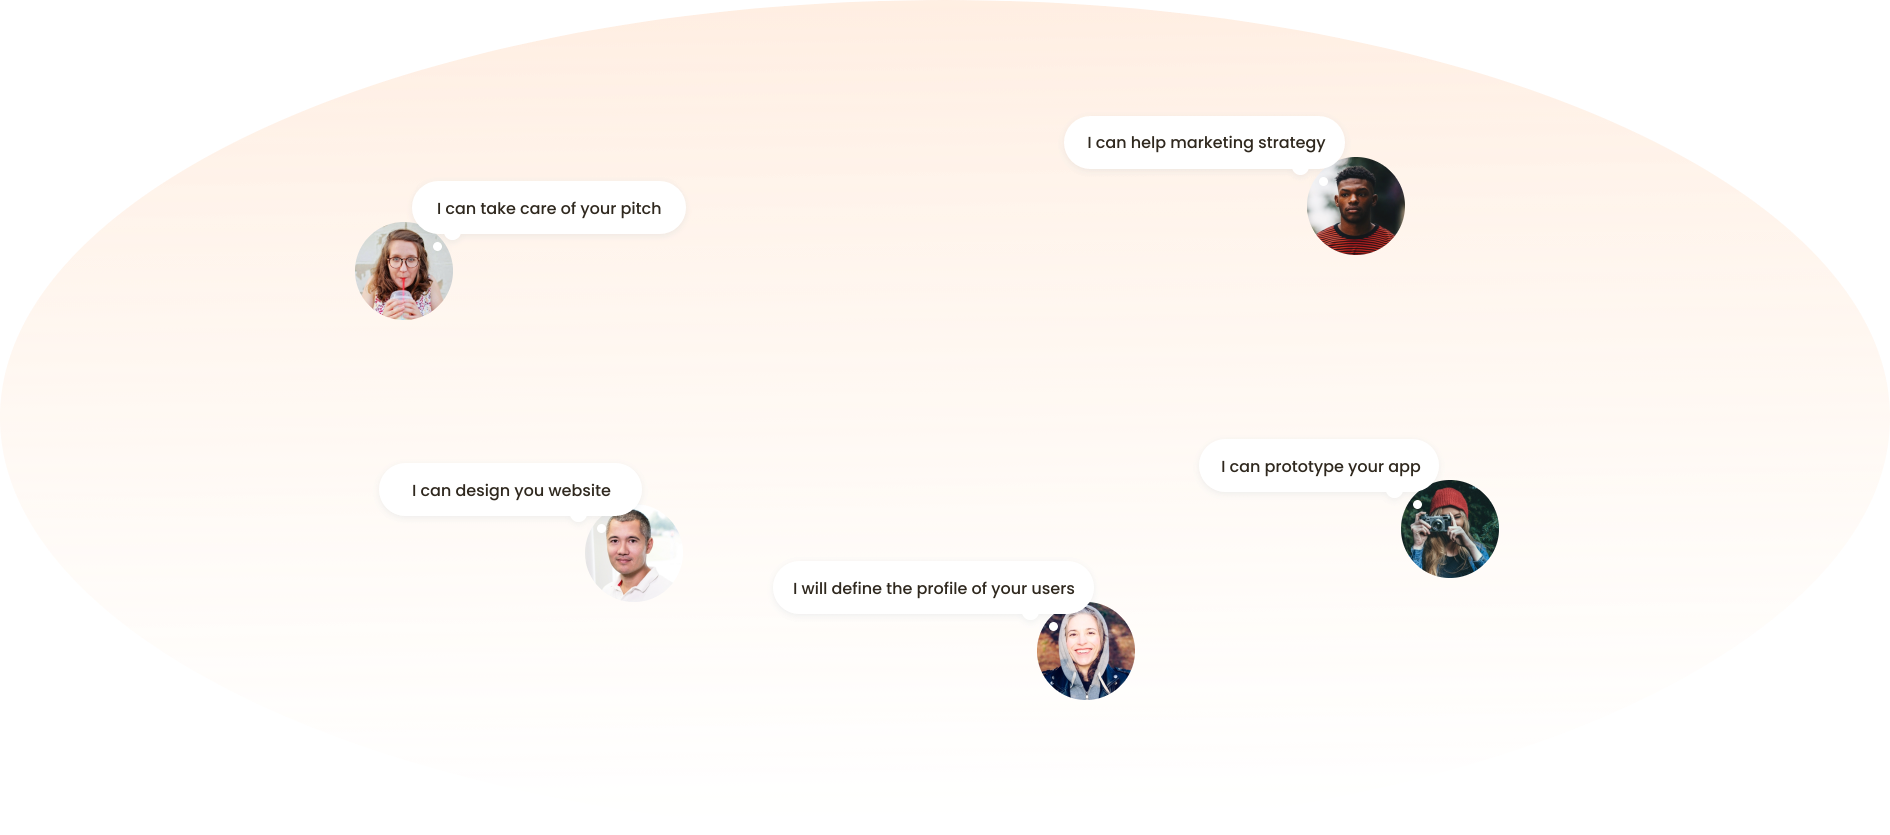 I can help marketing strategy
I can take care of your pitch
I can prototype your app
I can design you website
I will define the profile of your users